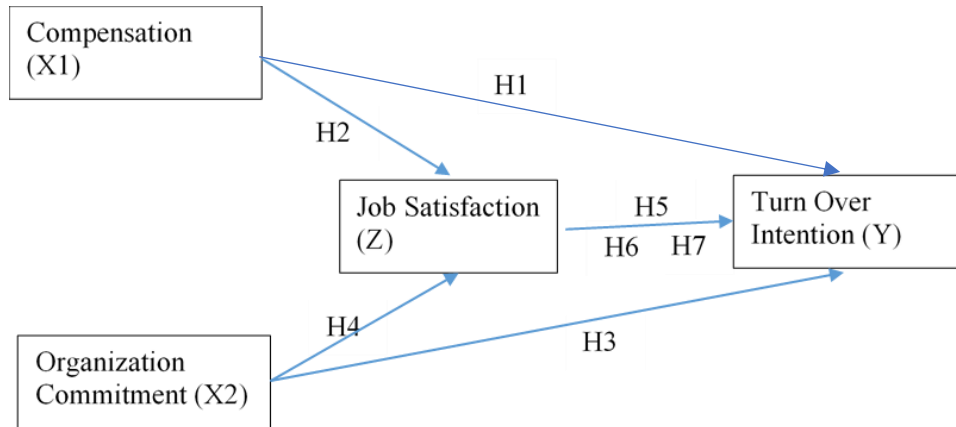 Compensation
(X1)
H1
H2
Job Satisfaction
(Z)
H5
H6 H7
Turn Over
Intention (Y)
H4
H3
Organization
Commitment (X2)